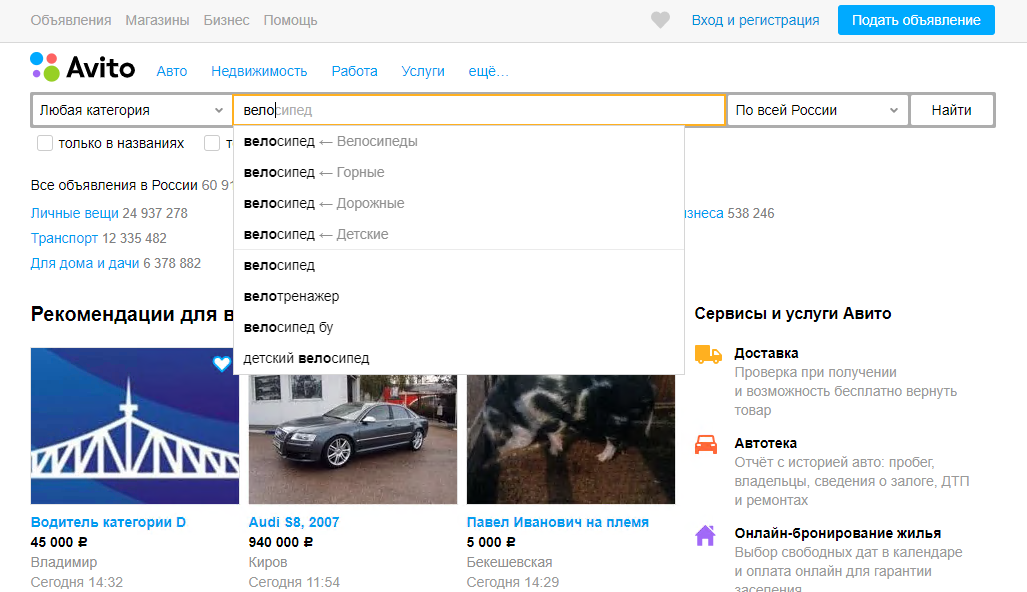 Объявления Магазины Бизнес Помощь
Вход и регистрация
Подать объявление
Avito
Авто Недвижимость Работа Услуги ещё...
Любая категория
велосипед
По всей России
Найти
только в названиях
велосипед ← Велосипеды
велосипед ← Горные
велосипед ← Дорожные
велосипед ← Детские
велосипед
велотренажер
велосипед бу
детский велосипед
Все объявления в России 60 91
Личные вещи 24 937 278
538 246
Транспорт 12 335 482
Для дома и дачи 6 378 882
Рекомендации для в
Водитель категории D
45 000 ₽
Владимир
Сегодня 14:32
Audi S8, 2007
940 000 ₽
Киров
Сегодня 11:54
Павел Иванович на племя
5 000 ₽
Бекешевская
Сегодня 14:29
Сервисы и услуги Авито
Доставка
Проверка при получении
и возможность бесплатно вернуть
товар
Автотека
Отчёт с историей авто: пробег,
владельцы, сведения о залоге, ДТП
и ремонтах
Онлайн-бронирование жилья
Выбор свободных дат в календаре
и оплата онлайн для гарантии
заселения